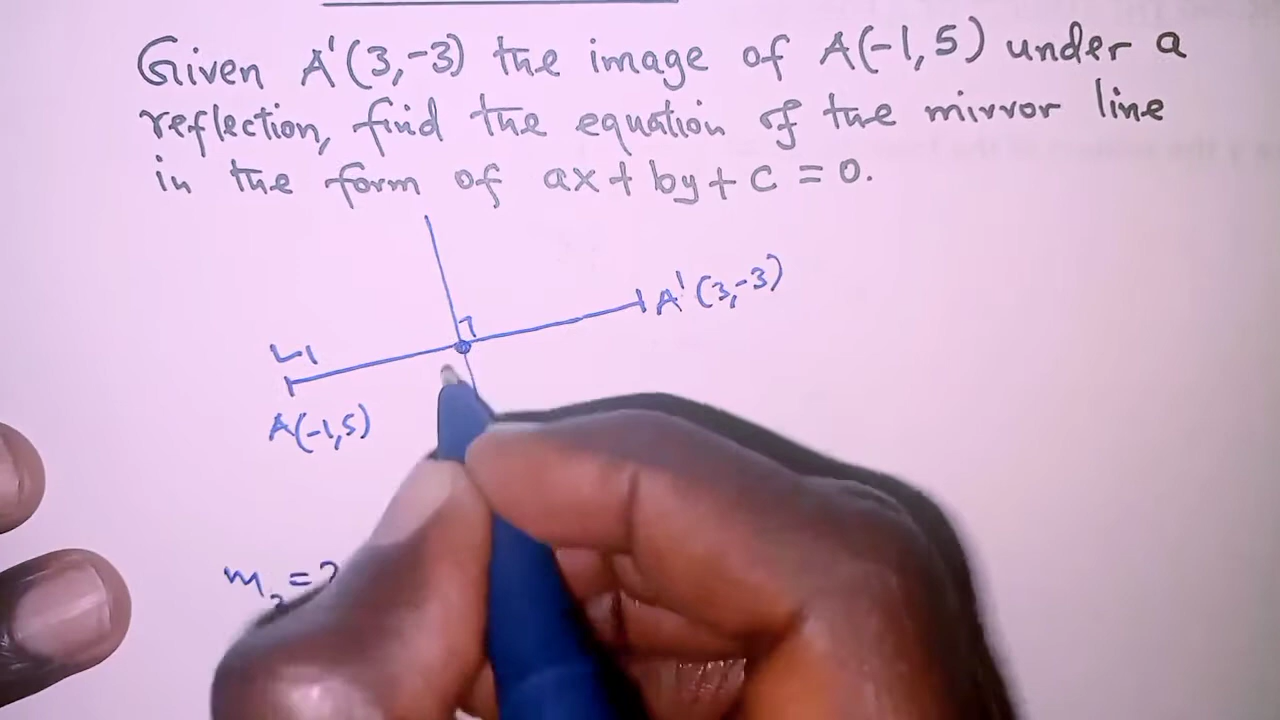 Given A'(3,-3) the image of A(-1,5) under a
reflection, find the equation of the mirror line
in the form of ax+by+c=0.
A'(3,-3)
L1
A(-1,5)
m2=?